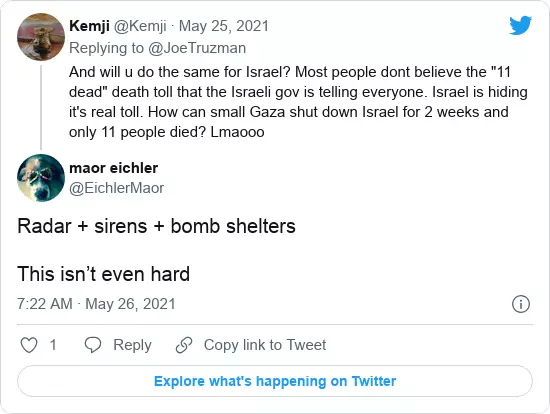 Kemji @Kemji · May 25, 2021
Replying to @JoeTruzman
And will u do the same for Israel? Most people dont believe the "11
dead" death toll that the Israeli gov is telling everyone. Israel is hiding
it's real toll. How can small Gaza shut down Israel for 2 weeks and
only 11 people died? Lmaooo
maor eichler
@EichlerMaor
Radar + sirens + bomb shelters
This isn’t even hard
7:22 AM · May 26, 2021
1 Reply Copy link to Tweet
Explore what's happening on Twitter